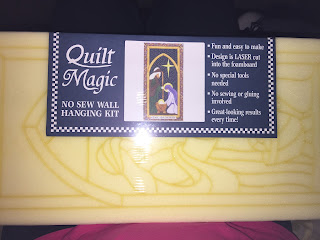 Quilt
Magic
NO SEW WALL
HANGING KIT
• Fun and easy to make
• Design is LASER cut
into the foamboard
• No special tools
needed
• No sewing or gluing
involved
• Great-looking results
every time!